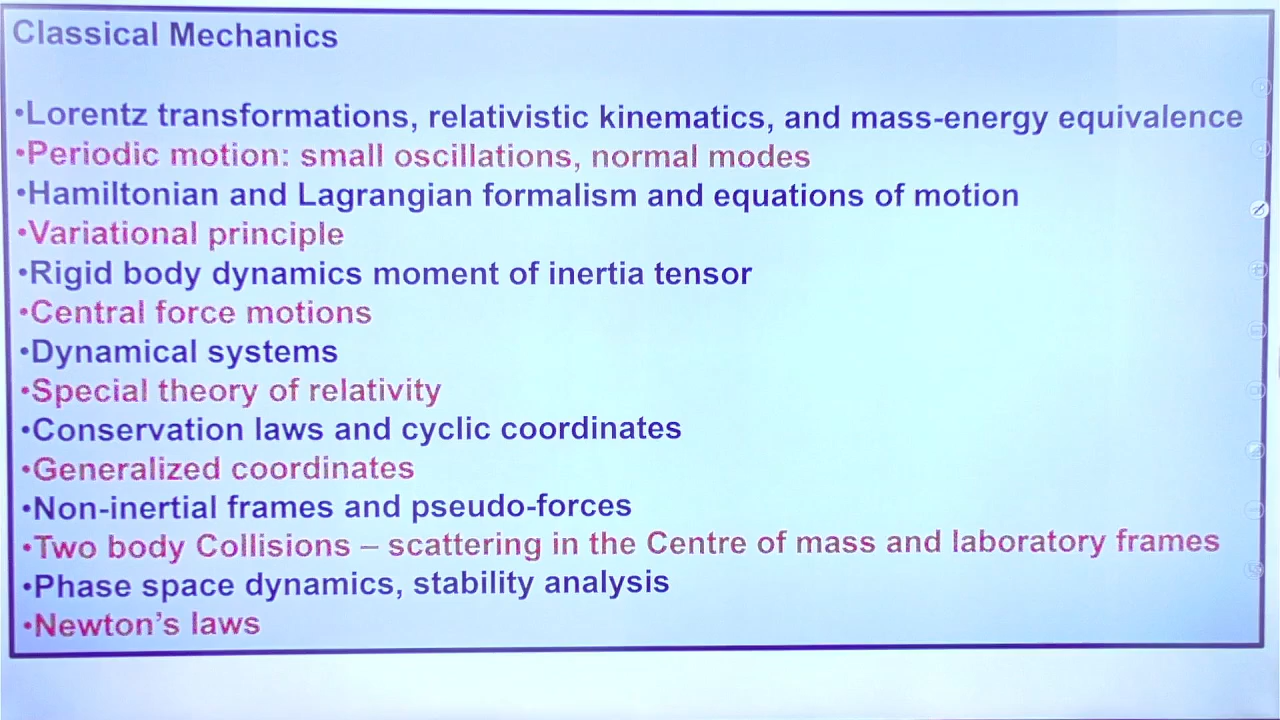 Classical Mechanics
•Lorentz transformations, relativistic kinematics, and mass-energy equivalence
•Periodic motion: small oscillations, normal modes
•Hamiltonian and Lagrangian formalism and equations of motion
•Variational principle
•Rigid body dynamics moment of inertia tensor
•Central force motions
•Dynamical systems
•Special theory of relativity
•Conservation laws and cyclic coordinates
•Generalized coordinates
•Non-inertial frames and pseudo-forces
•Two body Collisions – scattering in the Centre of mass and laboratory frames
•Phase space dynamics, stability analysis
•Newton’s laws